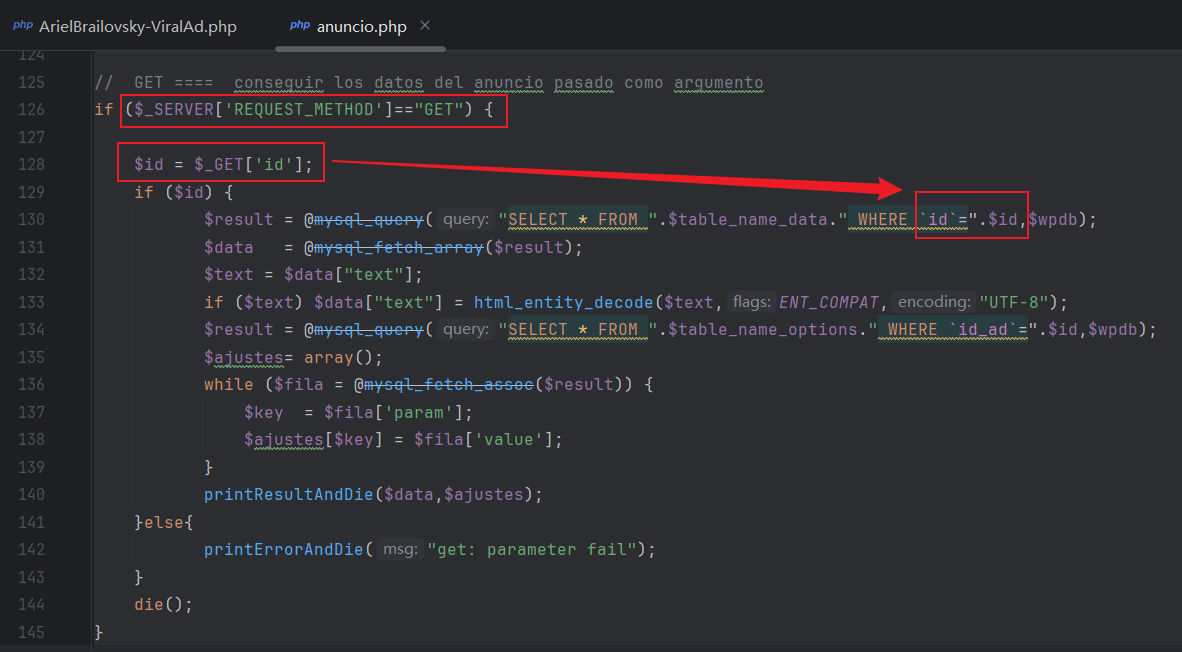 php ArielBrailovsky-ViralAd.php php anuncio.php ×
124
125 // GET ==== conseguir los datos del anuncio pasado como argumento
126 if ($_SERVER['REQUEST_METHOD']=="GET") {
127
128 $id = $_GET['id'];
129 if ($id) {
130 $result = @mysql_query( query: "SELECT * FROM ".$table_name_data." WHERE `id`=".$id,$wpdb);
131 $data = @mysql_fetch_array($result);
132 $text = $data["text"];
133 if ($text) $data["text"] = html_entity_decode($text, flags: ENT_COMPAT, encoding: "UTF-8");
134 $result = @mysql_query( query: "SELECT * FROM ".$table_name_options." WHERE `id_ad`=".$id,$wpdb);
135 $ajustes= array();
136 while ($fila = @mysql_fetch_assoc($result)) {
137 $key = $fila['param'];
138 $ajustes[$key] = $fila['value'];
139 }
140 printResultAndDie($data,$ajustes);
141 }else{
142 printErrorAndDie( msg: "get: parameter fail");
143 }
144 die();
145 }